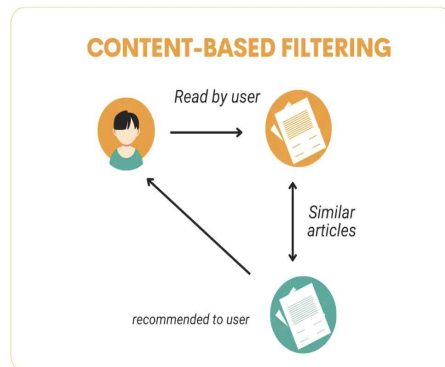 CONTENT-BASED FILTERING
Read by user
Similar
articles
recommended to user